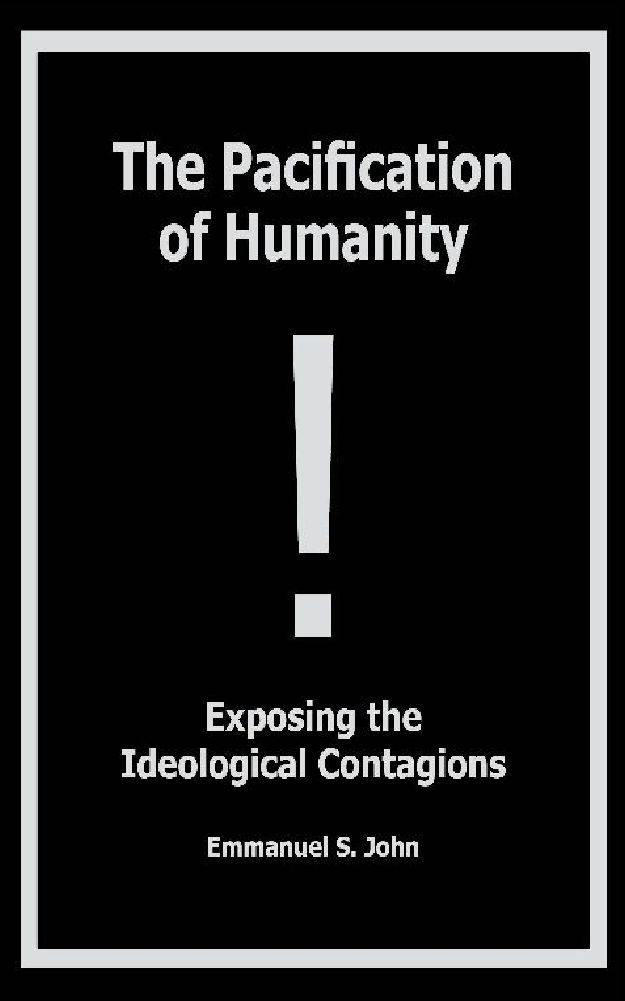 The Pacification
of Humanity
!
Exposing the
Ideological Contagions
Emmanuel S. John